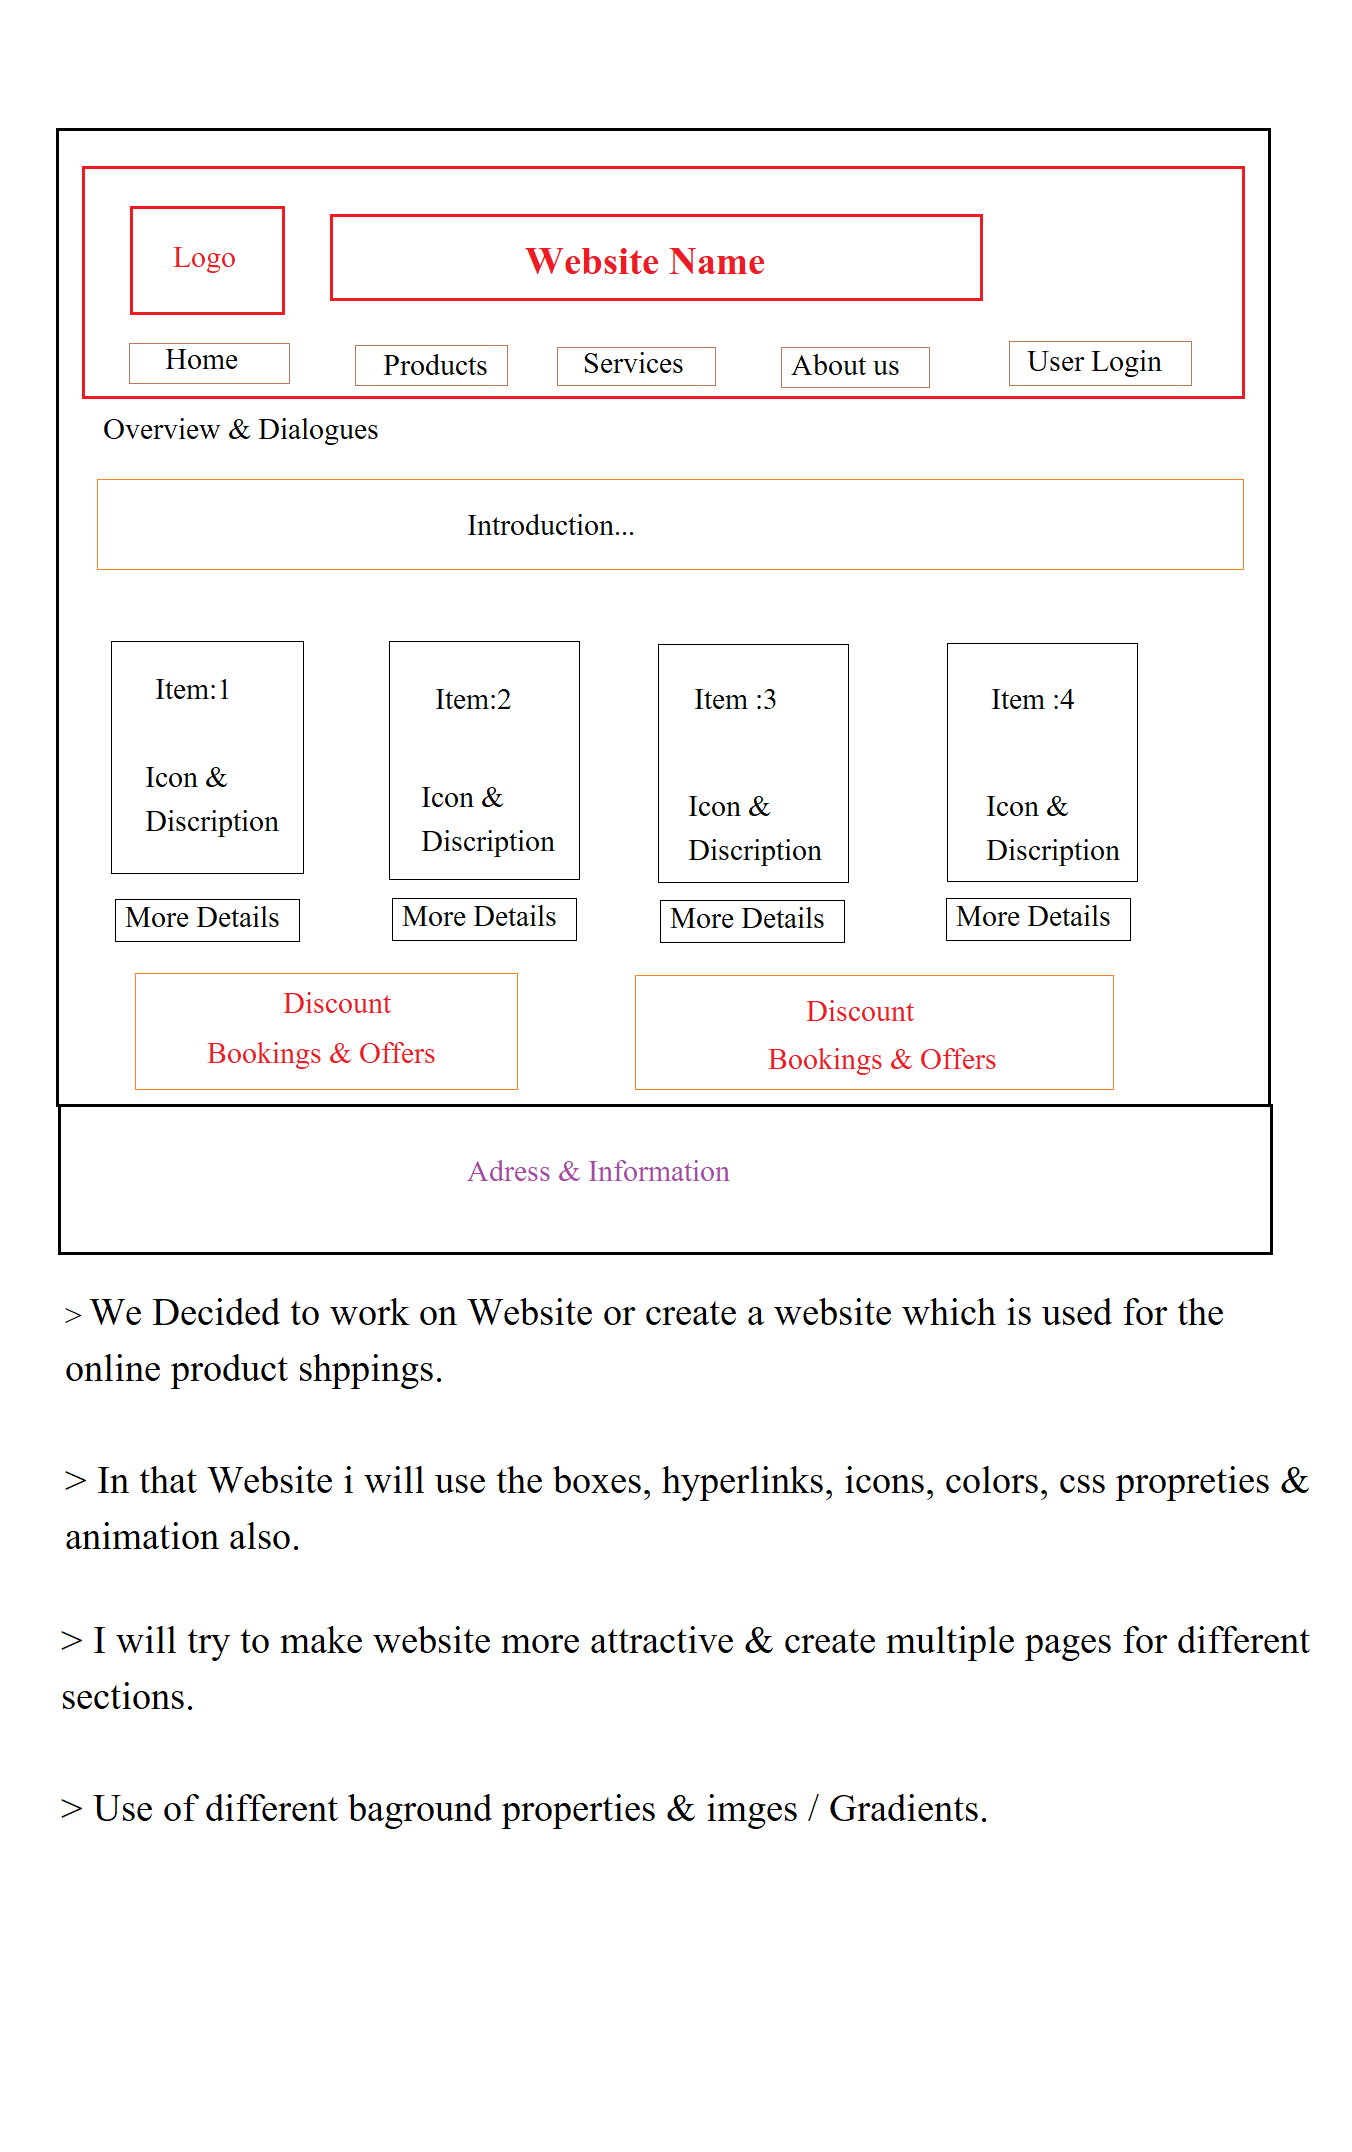 Logo
Website Name
Home
Products
Services
About us
User Login
Overview & Dialogues
Introduction...
Item:1
Icon &
Discription
Item:2
Icon &
Discription
Item :3
Icon &
Discription
Item :4
Icon &
Discription
More Details
More Details
More Details
More Details
Discount
Bookings & Offers
Discount
Bookings & Offers
Adress & Information
> We Decided to work on Website or create a website which is used for the
online product shppings.
> In that Website i will use the boxes, hyperlinks, icons, colors, css propreties &
animation also.
> I will try to make website more attractive & create multiple pages for different
sections.
> Use of different baground properties & imges / Gradients.